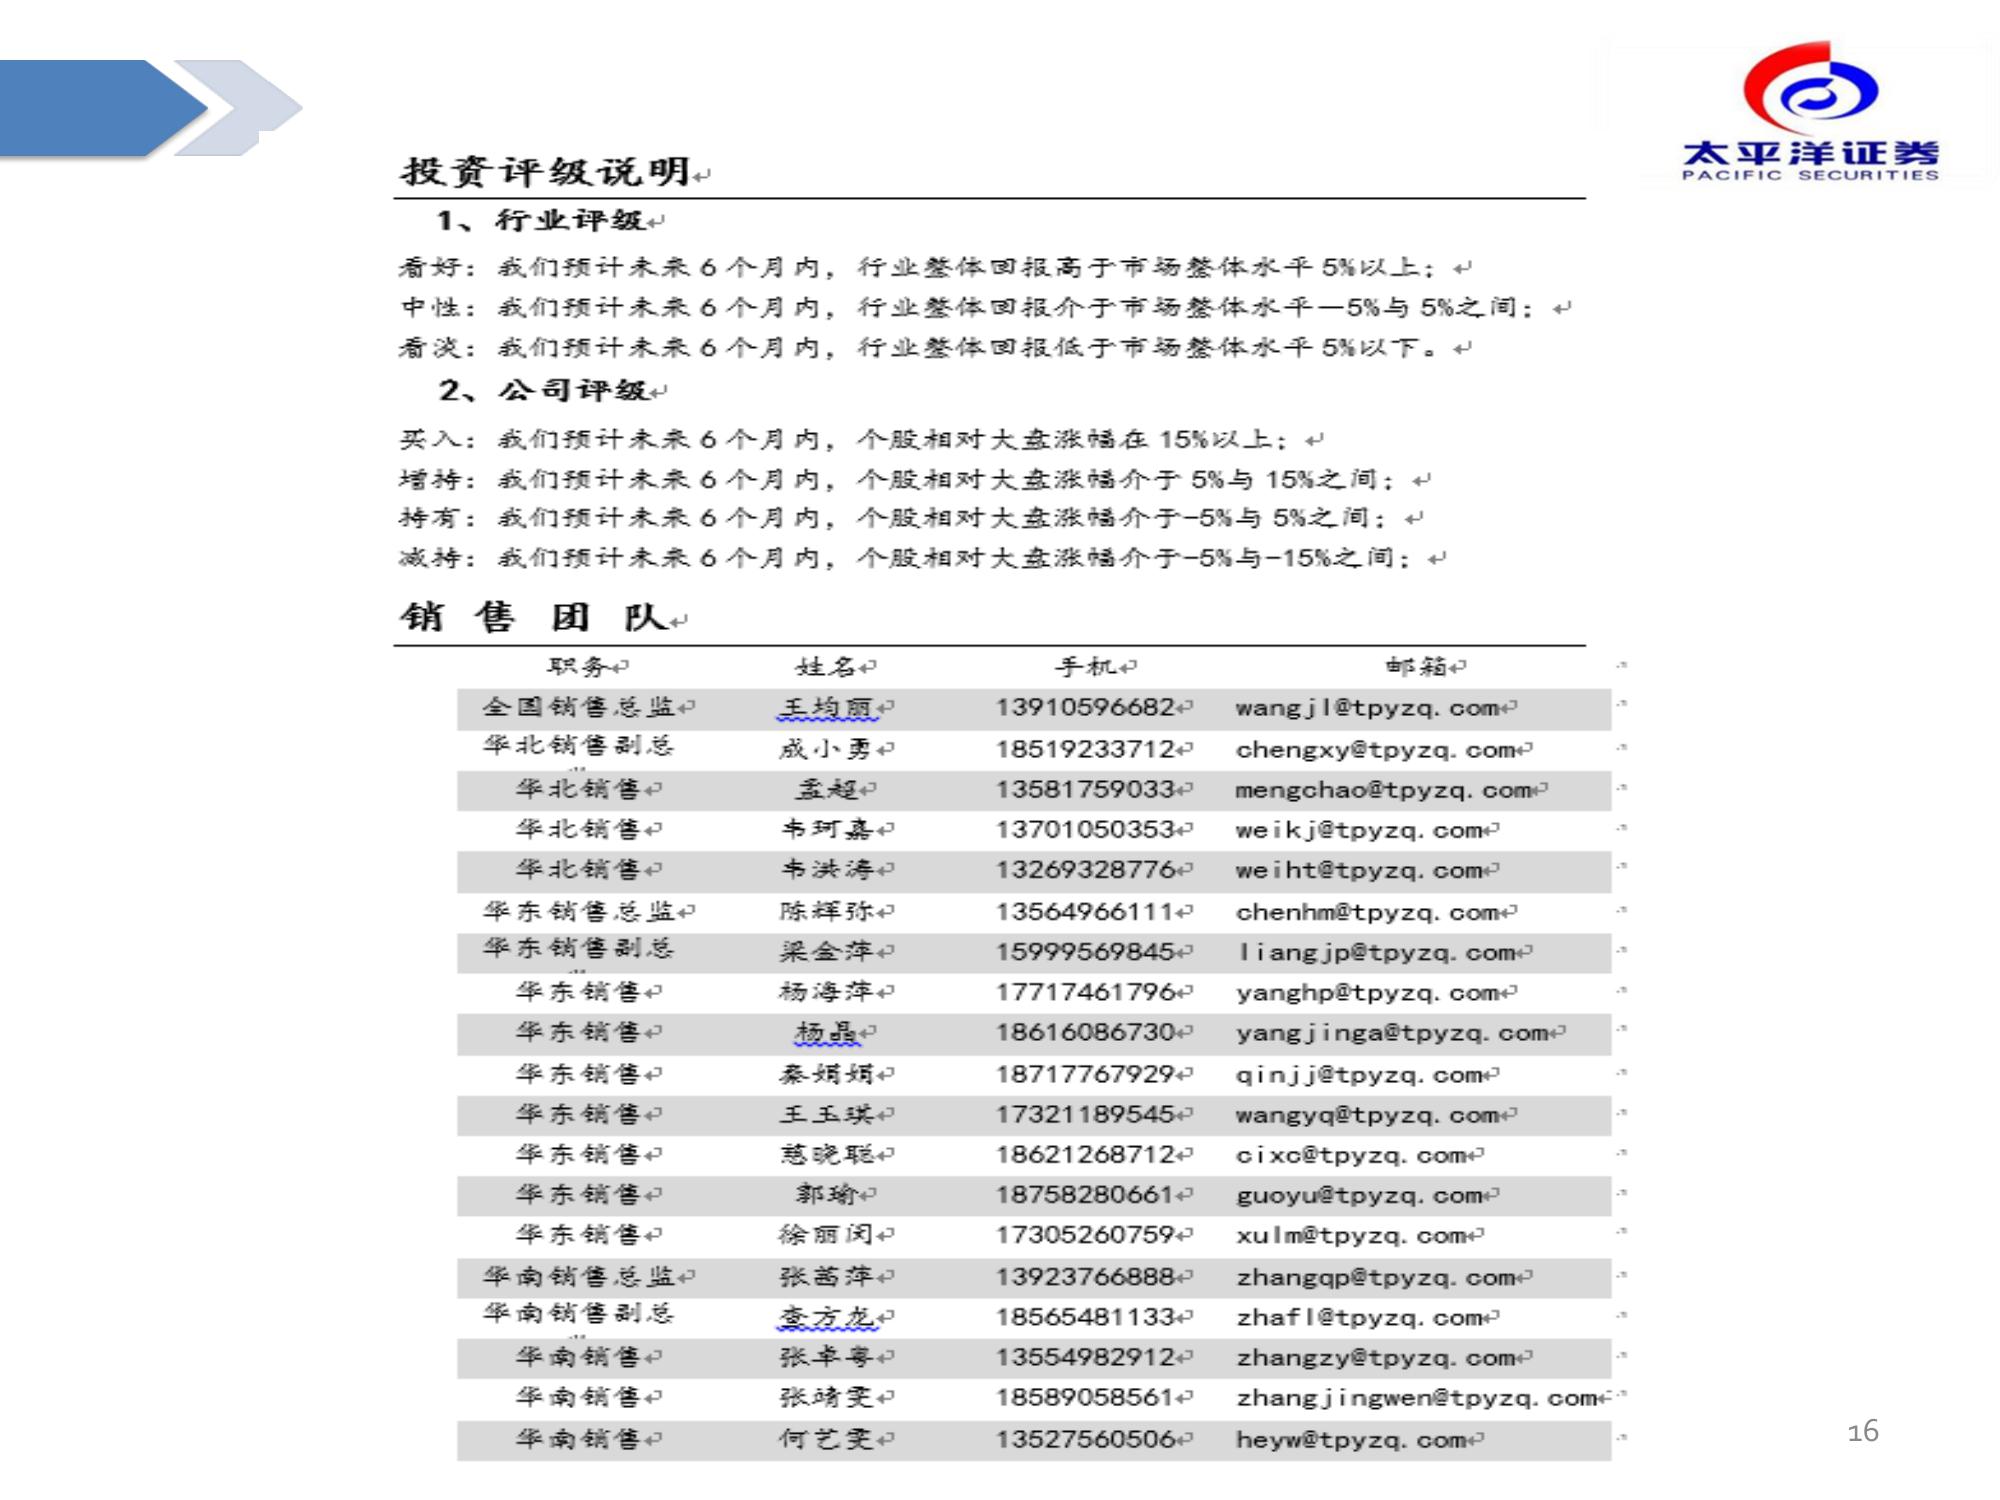 太平洋证券
PACIFIC SECURITIES
投资评级说明
1、行业评级
看好：我们预计未来6个月内，行业整体回报高于市场整体水平5%以上；
中性：我们预计未来6个月内，行业整体回报介于市场整体水平—5%与5%之间；
看淡：我们预计未来6个月内，行业整体回报低于市场整体水平5%以下。
2、公司评级
买入：我们预计未来6个月内，个股相对大盘涨幅在15%以上；
增持：我们预计未来6个月内，个股相对大盘涨幅介于5%与15%之间；
持有：我们预计未来6个月内，个股相对大盘涨幅介于-5%与5%之间；
减持：我们预计未来6个月内，个股相对大盘涨幅介于-5%与-15%之间；
销 售 团 队
职务 姓名 手机 邮箱
全国销售总监 王均丽 13910596682 wangjl@tpyzq.com
华北销售副总 成小勇 18519233712 chengxy@tpyzq.com
华北销售 孟超 13581759033 mengchao@tpyzq.com
华北销售 韦珂嘉 13701050353 weikj@tpyzq.com
华北销售 韦洪涛 13269328776 weiht@tpyzq.com
华东销售总监 陈辉弥 13564966111 chenhm@tpyzq.com
华东销售副总 梁金萍 15999569845 liangjp@tpyzq.com
华东销售 杨海萍 17717461796 yanghp@tpyzq.com
华东销售 杨晶 18616086730 yangjinga@tpyzq.com
华东销售 秦娟娟 18717767929 qinjj@tpyzq.com
华东销售 王玉琪 17321189545 wangyq@tpyzq.com
华东销售 慈晓聪 18621268712 cixc@tpyzq.com
华东销售 郭瑜 18758280661 guoyu@tpyzq.com
华东销售 徐丽闵 17305260759 xulm@tpyzq.com
华南销售总监 张茜萍 13923766888 zhangqp@tpyzq.com
华南销售副总 查方龙 18565481133 zhafl@tpyzq.com
华南销售 张卓粤 13554982912 zhangzy@tpyzq.com
华南销售 张靖雯 18589058561 zhangjingwen@tpyzq.com
华南销售 何艺雯 13527560506 heyw@tpyzq.com
16